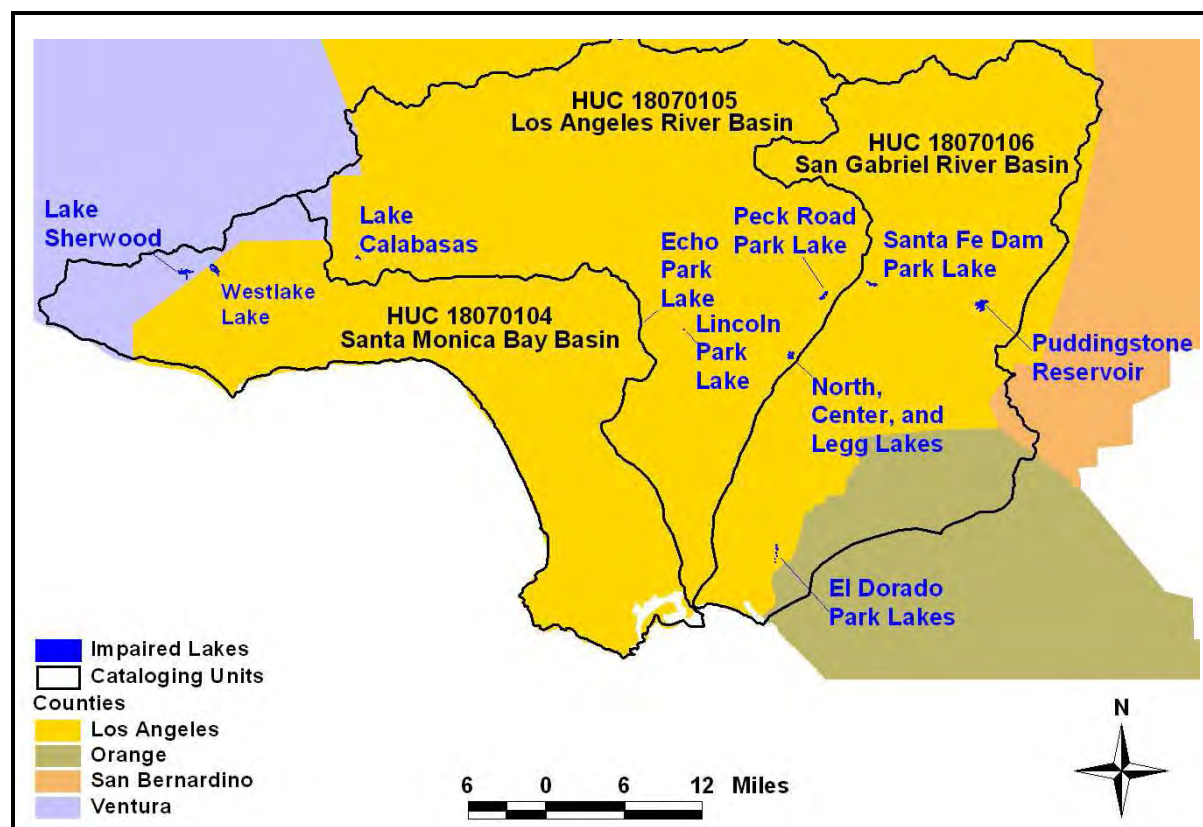 HUC 18070105
Los Angeles River Basin
HUC 18070106
San Gabriel River Basin
Lake
Sherwood
Lake
Calabasas
Westlake
Lake
Echo
Park
Lake
Peck Road
Park Lake
Santa Fe Dam
Park Lake
HUC 18070104
Santa Monica Bay Basin
Lincoln
Park
Lake
Puddingstone
Reservoir
North,
Center, and
Legg Lakes
El Dorado
Park Lakes
Impaired Lakes
Cataloging Units
Counties
Los Angeles
Orange
San Bernardino
Ventura
6 0 6 12 Miles
N